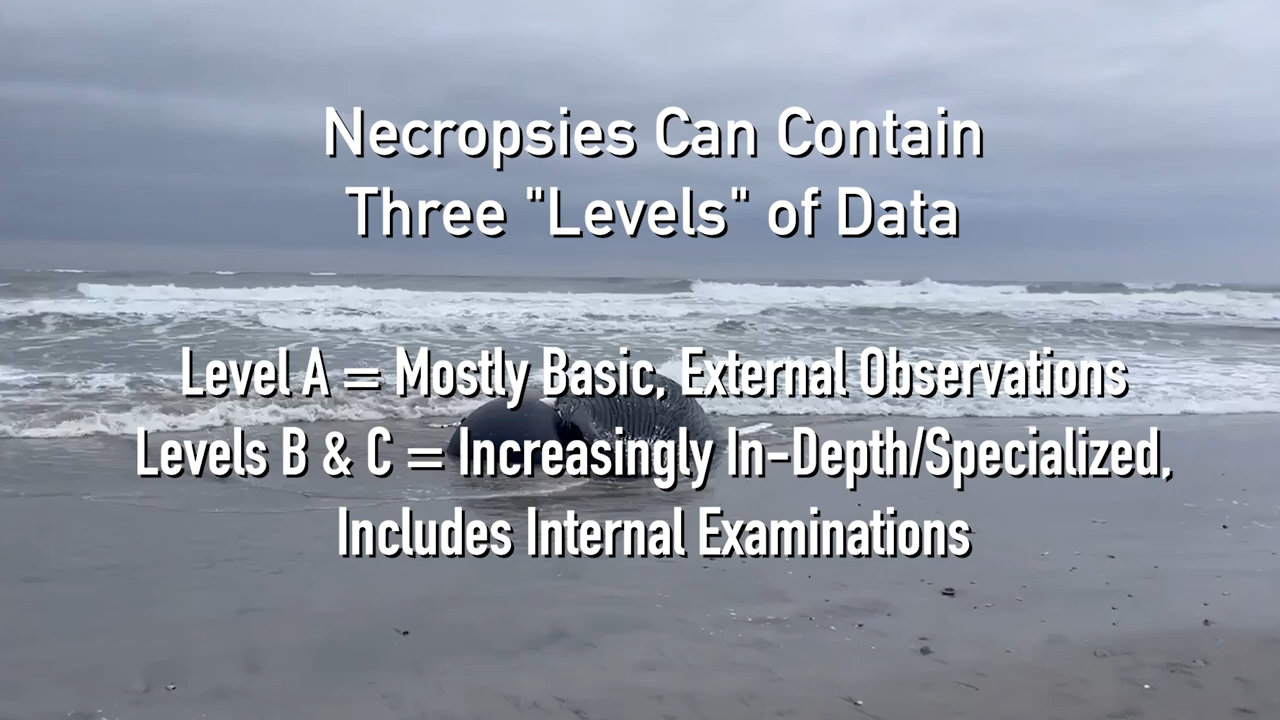 Necropsies Can Contain
Three "Levels" of Data
Level A = Mostly Basic, External Observations
Levels B & C = Increasingly In-Depth/Specialized,
Includes Internal Examinations